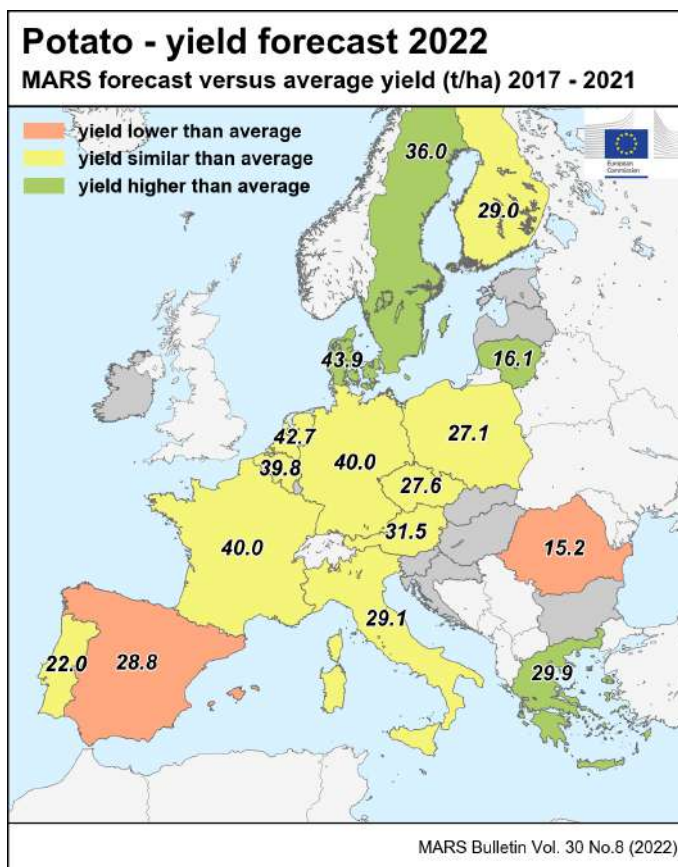 Potato - yield forecast 2022
MARS forecast versus average yield (t/ha) 2017 - 2021
yield lower than average
yield similar than average
yield higher than average
European
Commission
36.0
29.0
43.9
16.1
42.7
27.1
39.8
40.0
27.6
31.5
40.0
15.2
29.1
22.0
28.8
29.9
MARS Bulletin Vol. 30 No.8 (2022)